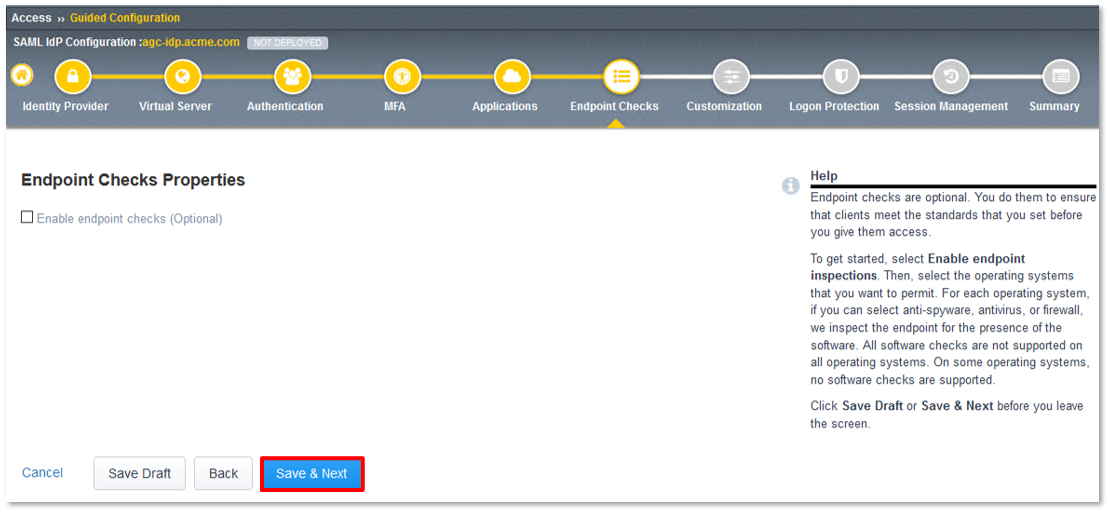 Access ›› Guided Configuration
SAML IdP Configuration :agc-idp.acme.com NOT DEPLOYED
Identity Provider Virtual Server Authentication MFA Applications Endpoint Checks Customization Logon Protection Session Management Summary
Endpoint Checks Properties
Enable endpoint checks (Optional)
Help
Endpoint checks are optional. You do them to ensure
that clients meet the standards that you set before
you give them access.
To get started, select Enable endpoint
inspections. Then, select the operating systems
that you want to permit. For each operating system,
if you can select anti-spyware, antivirus, or firewall,
we inspect the endpoint for the presence of the
software. All software checks are not supported on
all operating systems. On some operating systems,
no software checks are supported.
Click Save Draft or Save & Next before you leave
the screen.
Cancel Save Draft Back Save & Next